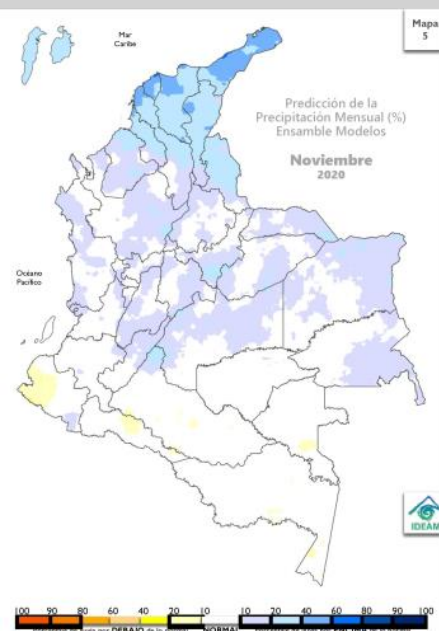 Mapa
5
Mar
Caribe
Predicción de la
Precipitación Mensual (%)
Ensamble Modelos
Noviembre
2020
Océano
Pacífico
IDEAM
100 90 80 60 40 20 10 10 20 40 60 80 90 100
DEBAJO NORMAL